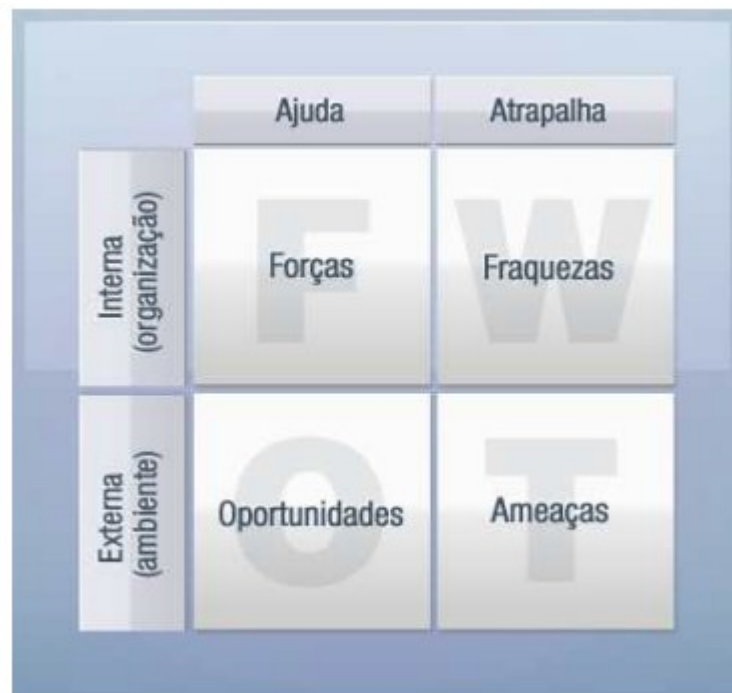 Ajuda
Atrapalha
Interna
(organização)
F
Forças
W
Fraquezas
Externa
(ambiente)
O
Oportunidades
T
Ameaças